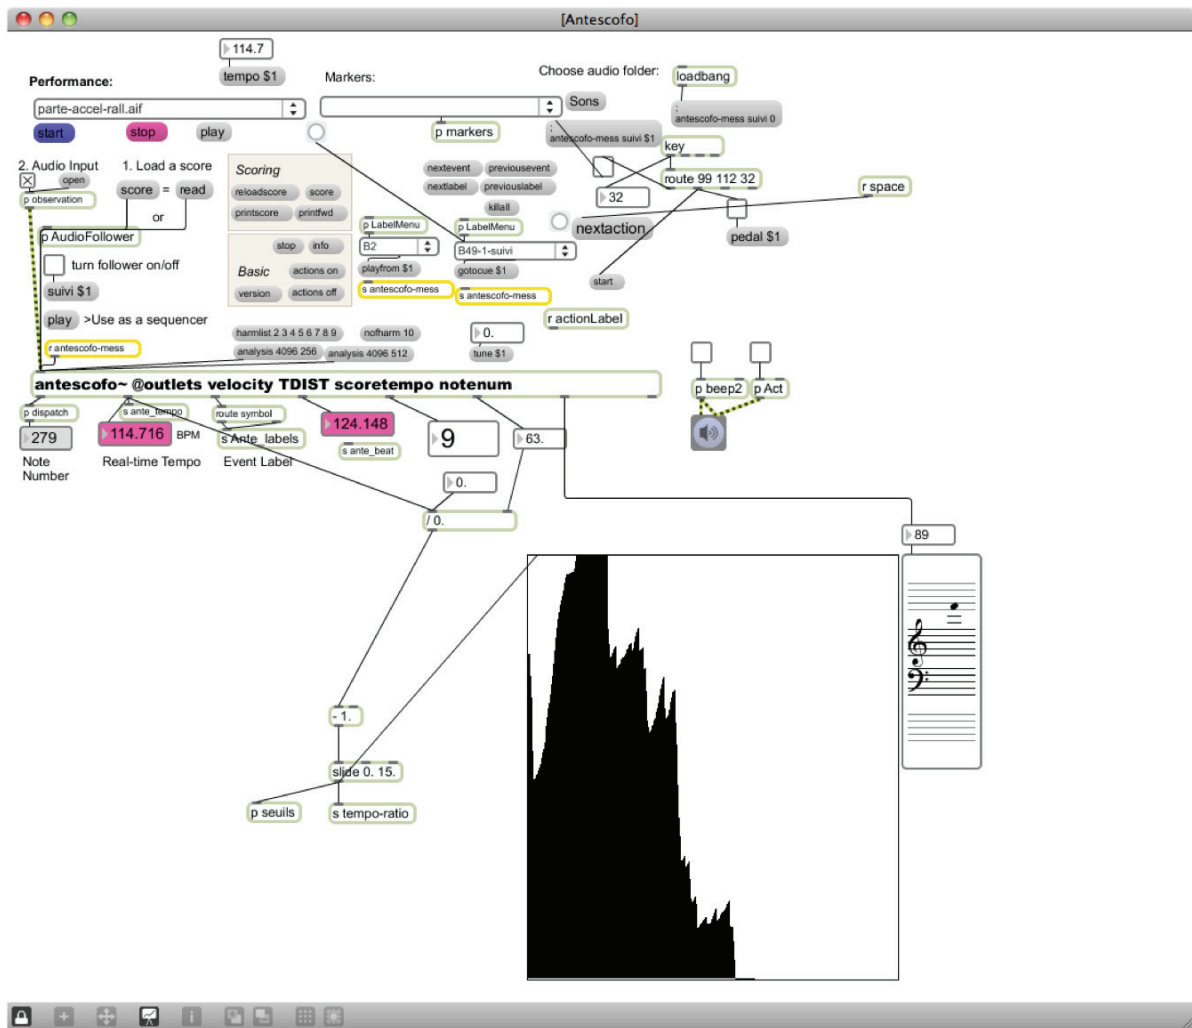 [Antescofo]
114.7
tempo $1
Performance:
Markers:
Choose audio folder:
loadbang
parte-accel-rall.aif
Sons
;
antescofo-mess suivi 0
start
stop
play
p markers
;
antescofo-mess suivi $1
key
2. Audio Input
1. Load a score
open
score = read
p observation
or
Scoring
reloadscore
score
printscore
printfwd
nextevent
previousevent
nextlabel
previouslabel
killall
32
route 99 112 32
r space
nextaction
pedal $1
p AudioFollower
turn follower on/off
suivi $1
play >Use as a sequencer
r antescofo-mess
stop
info
Basic
actions on
version
actions off
p LabelMenu
B2
playfrom $1
s antescofo-mess
p LabelMenu
B49-1-suivi
gotocue $1
s antescofo-mess
start
r actionLabel
harmlist 2 3 4 5 6 7 8 9
nofharm 10
analysis 4096 256
analysis 4096 512
0.
tune $1
antescofo~ @outlets velocity TDIST scoretempo notenum
p beep2
p Act
p dispatch
s ante_tempo
route symbol
279
114.716
BPM
s Ante_labels
124.148
s ante_beat
9
63.
Note
Number
Real-time Tempo
Event Label
0.
/ 0.
89
- 1.
slide 0. 15.
p seuils
s tempo-ratio